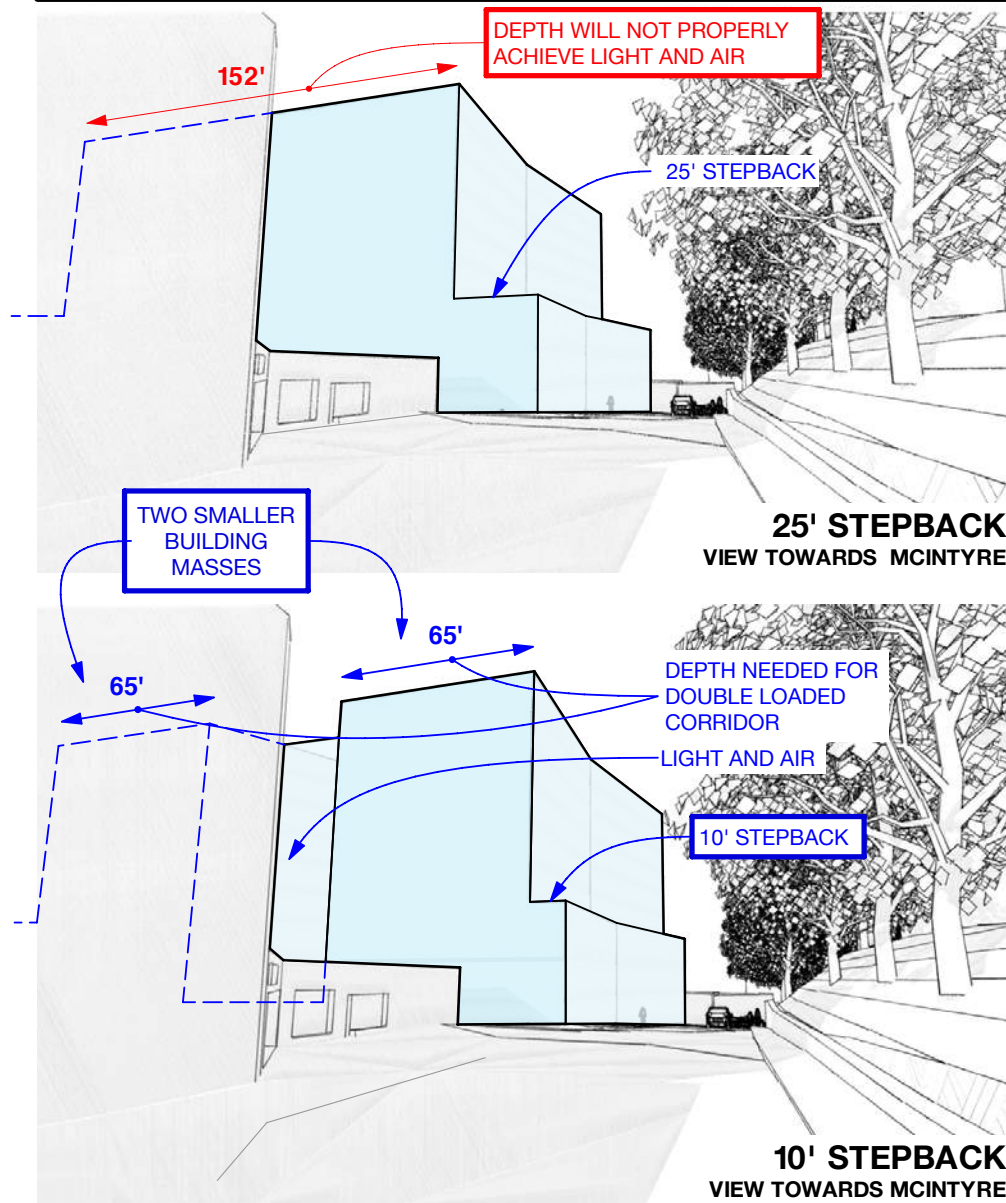 DEPTH WILL NOT PROPERLY
ACHIEVE LIGHT AND AIR
152'
25' STEPBACK
25' STEPBACK
VIEW TOWARDS MCINTYRE
TWO SMALLER
BUILDING
MASSES
65'
65'
DEPTH NEEDED FOR
DOUBLE LOADED
CORRIDOR
LIGHT AND AIR
10' STEPBACK
10' STEPBACK
VIEW TOWARDS MCINTYRE